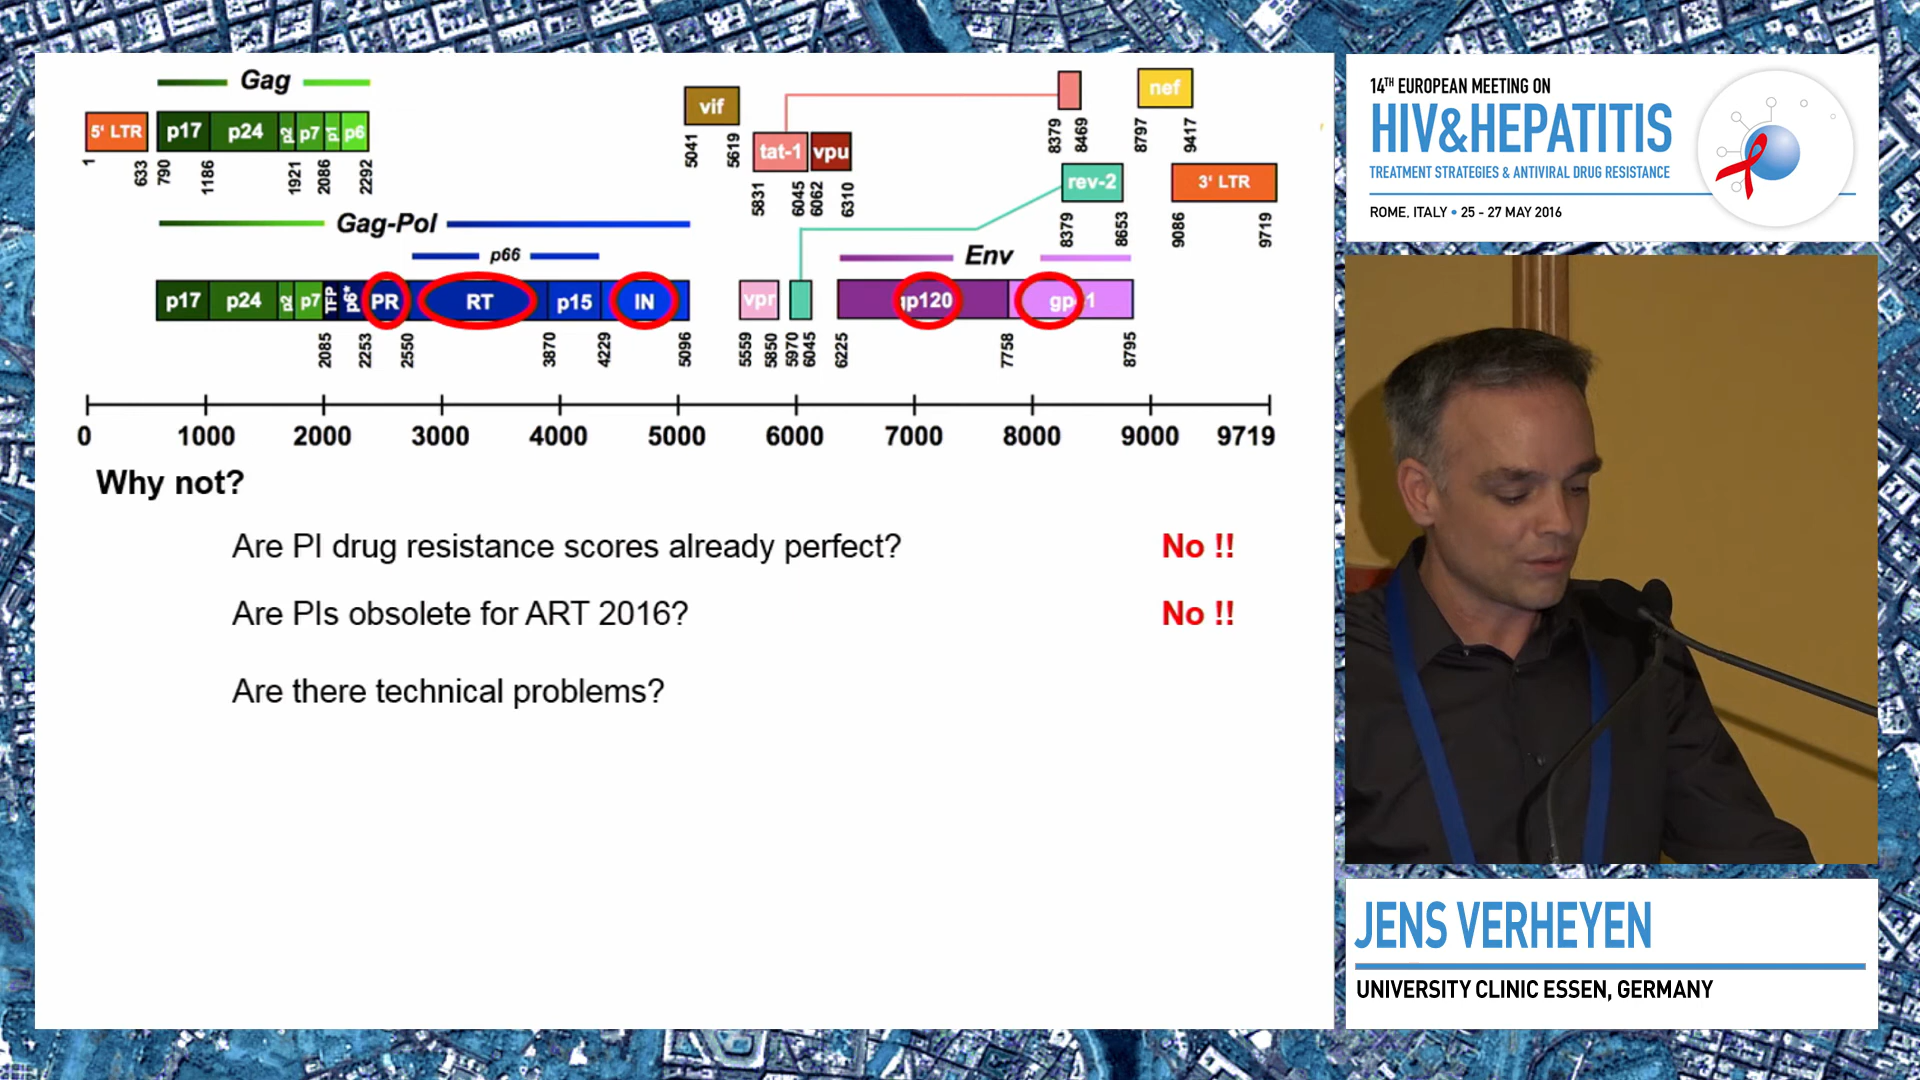 Gag
5' LTR
p17 p24 p2 p7 p1 p6
1 633 790 1186 1921 2086 2292
vif
5041 5619
tat-1 vpu
5831 6045 6062 6310
8379 8469
nef
8797 9417
rev-2
8379 8653
3' LTR
9086 9719
Gag-Pol
p66
p17 p24 p2 p7 TFP p6* PR RT p15 IN
2085 2253 2550 3870 4229 5096
vpr
5559 5850 5970 6045
Env
gp120 gp41
6225 7758 8795
0 1000 2000 3000 4000 5000 6000 7000 8000 9000 9719
Why not?
Are PI drug resistance scores already perfect? No !!
Are PIs obsolete for ART 2016? No !!
Are there technical problems?
14TH EUROPEAN MEETING ON
HIV&HEPATITIS
TREATMENT STRATEGIES & ANTIVIRAL DRUG RESISTANCE
ROME, ITALY • 25 - 27 MAY 2016
JENS VERHEYEN
UNIVERSITY CLINIC ESSEN, GERMANY